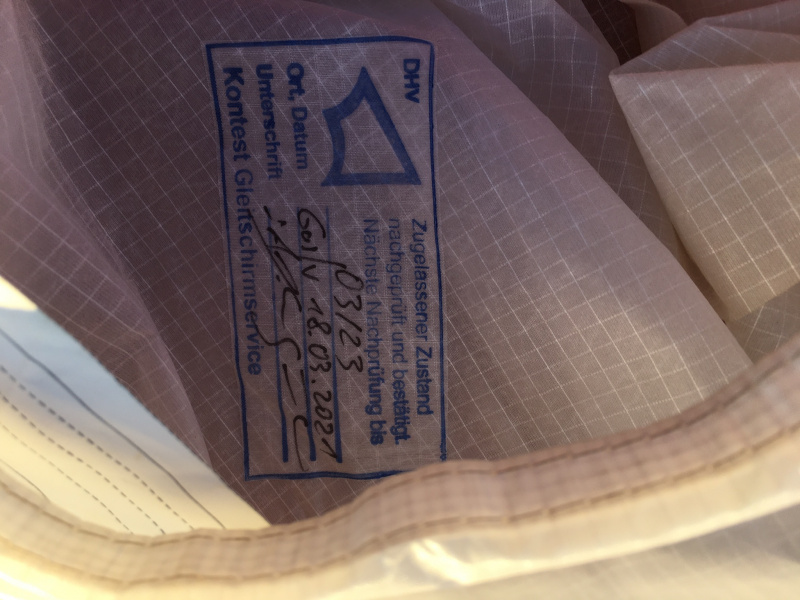 DHV
Zugelassener Zustand
nachgeprüft und bestätigt.
Nächste Nachprüfung bis
03/23
Ort, Datum 18.03.2021
Unterschrift
Kontest Gleitschirmservice